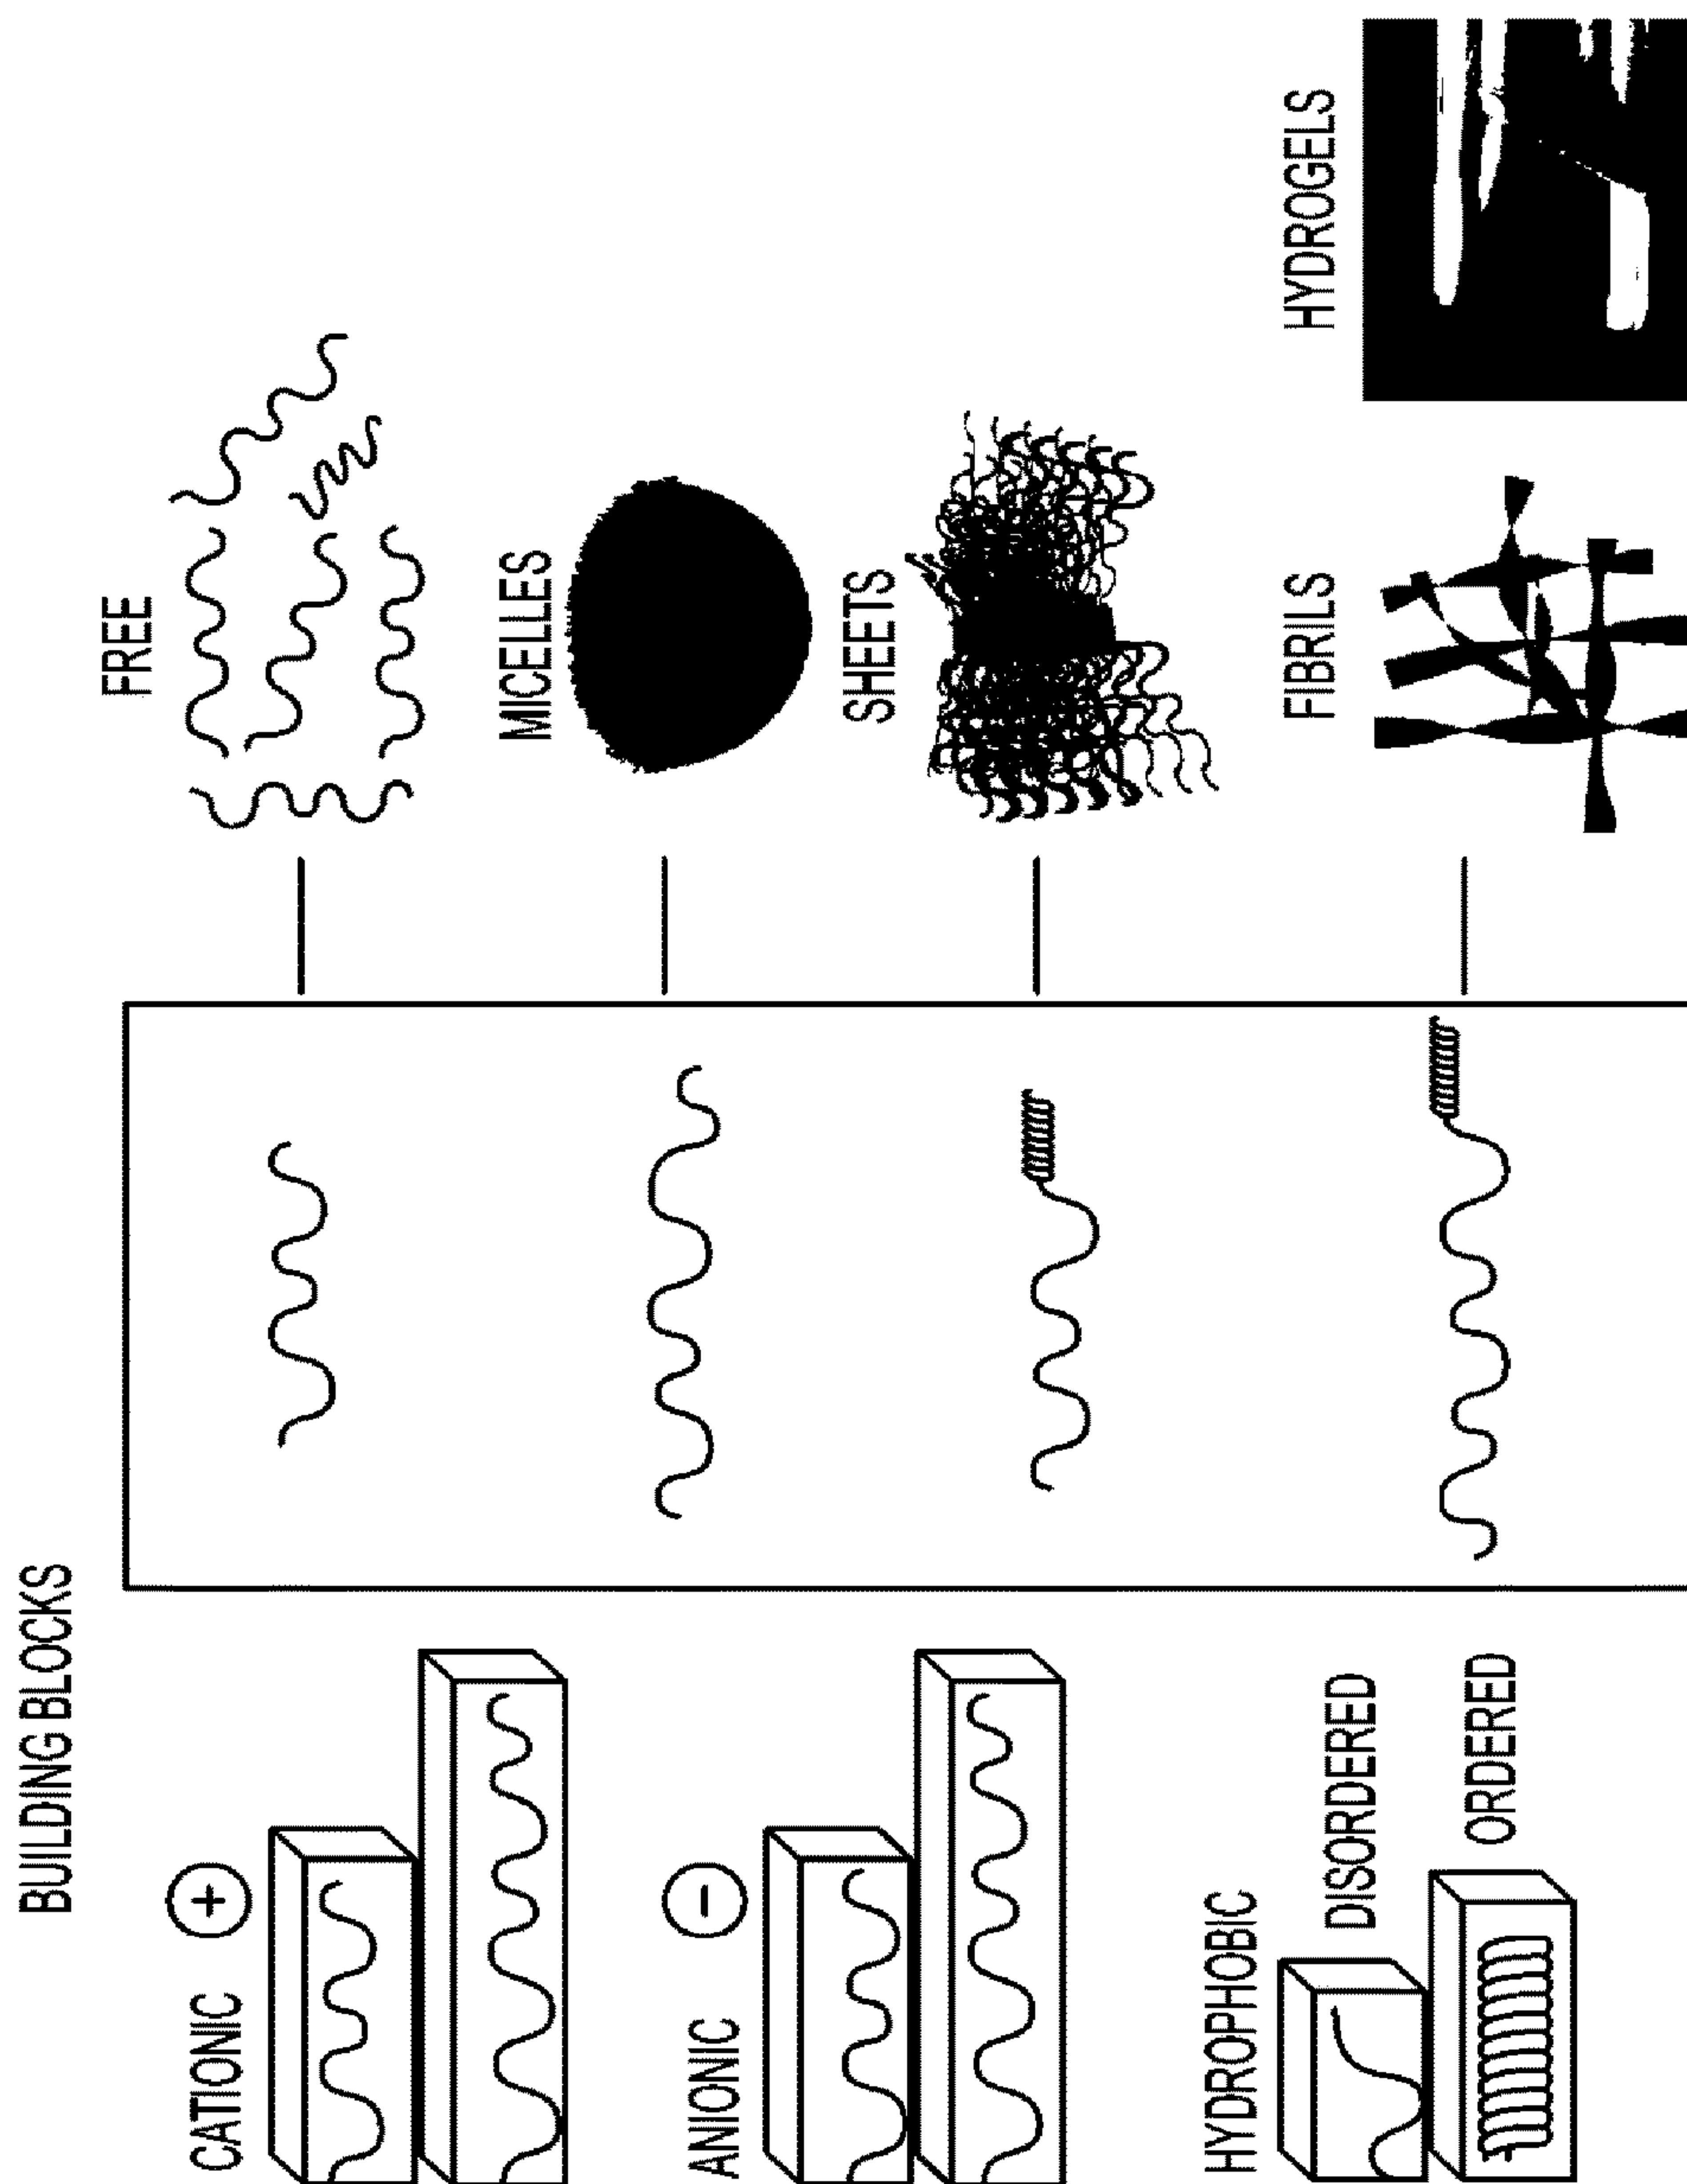 BUILDING BLOCKS
CATIONIC +
ANIONIC −
HYDROPHOBIC
DISORDERED
ORDERED
FREE
MICELLES
SHEETS
FIBRILS
HYDROGELS